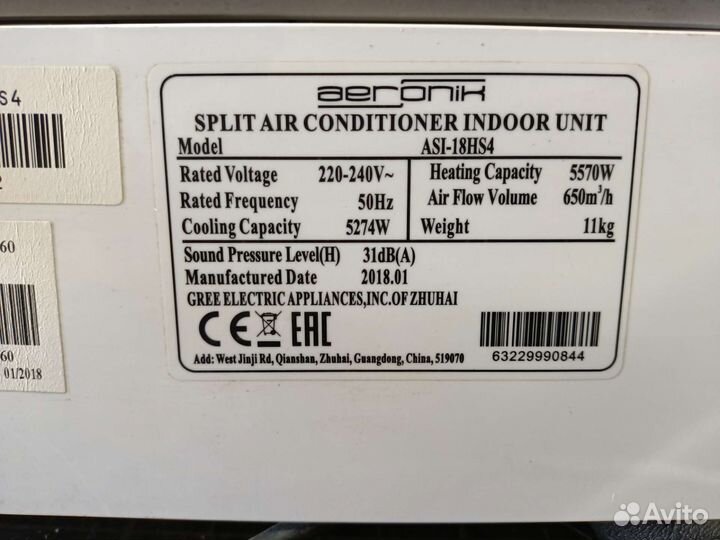 aeronik
SPLIT AIR CONDITIONER INDOOR UNIT
Model ASI-18HS4
Rated Voltage 220-240V~
Rated Frequency 50Hz
Cooling Capacity 5274W
Heating Capacity 5570W
Air Flow Volume 650m³/h
Weight 11kg
Sound Pressure Level(H) 31dB(A)
Manufactured Date 2018.01
GREE ELECTRIC APPLIANCES,INC.OF ZHUHAI
CE EAC
Add: West Jinji Rd, Qianshan, Zhuhai, Guangdong, China, 519070
63229990844
S4
2
60
60
01/2018
Avito